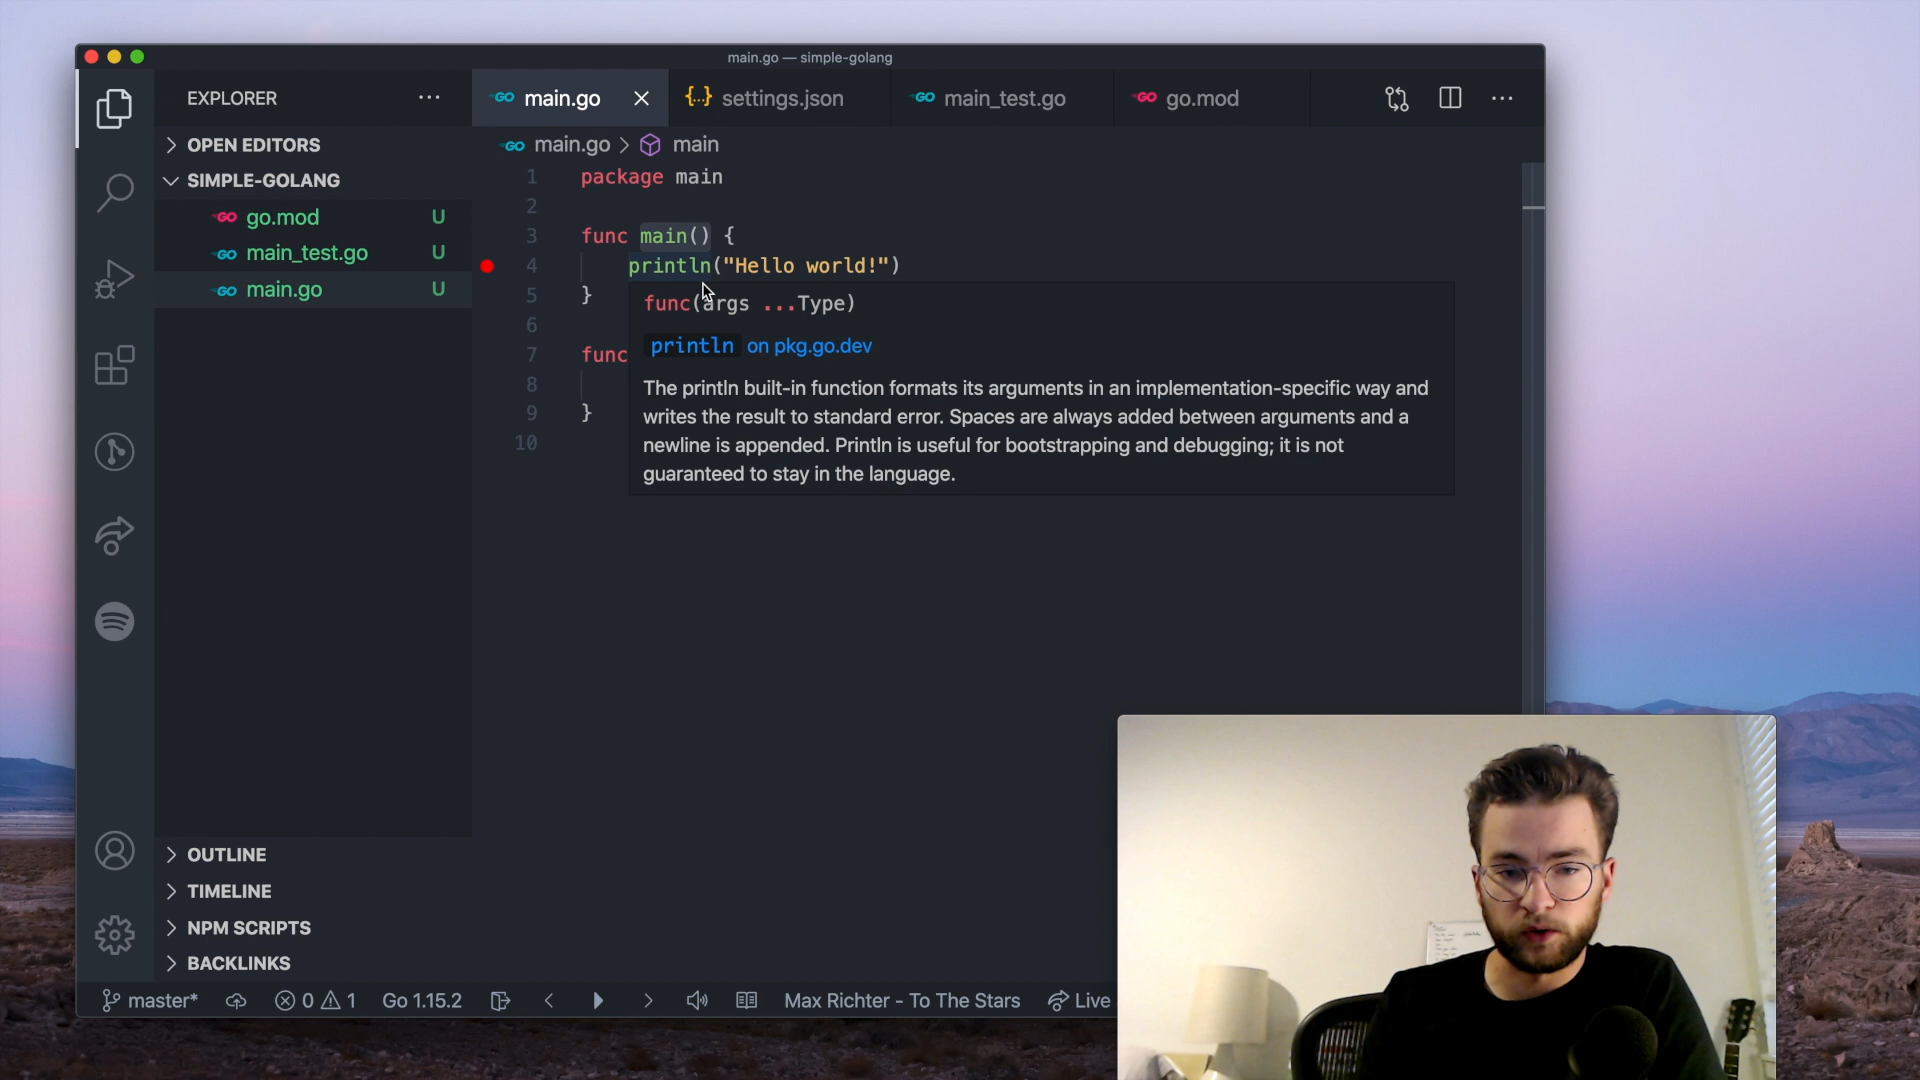 main.go — simple-golang
EXPLORER
main.go
settings.json
main_test.go
go.mod
OPEN EDITORS
SIMPLE-GOLANG
go.mod U
main_test.go U
main.go U
OUTLINE
TIMELINE
NPM SCRIPTS
BACKLINKS
main.go > main
1 package main
2
3 func main() {
4 println("Hello world!")
5 }
6
7 func
8
9 }
10
func(args ...Type)
println on pkg.go.dev
The println built-in function formats its arguments in an implementation-specific way and
writes the result to standard error. Spaces are always added between arguments and a
newline is appended. Println is useful for bootstrapping and debugging; it is not
guaranteed to stay in the language.
master* 0 1 Go 1.15.2 Max Richter - To The Stars Live